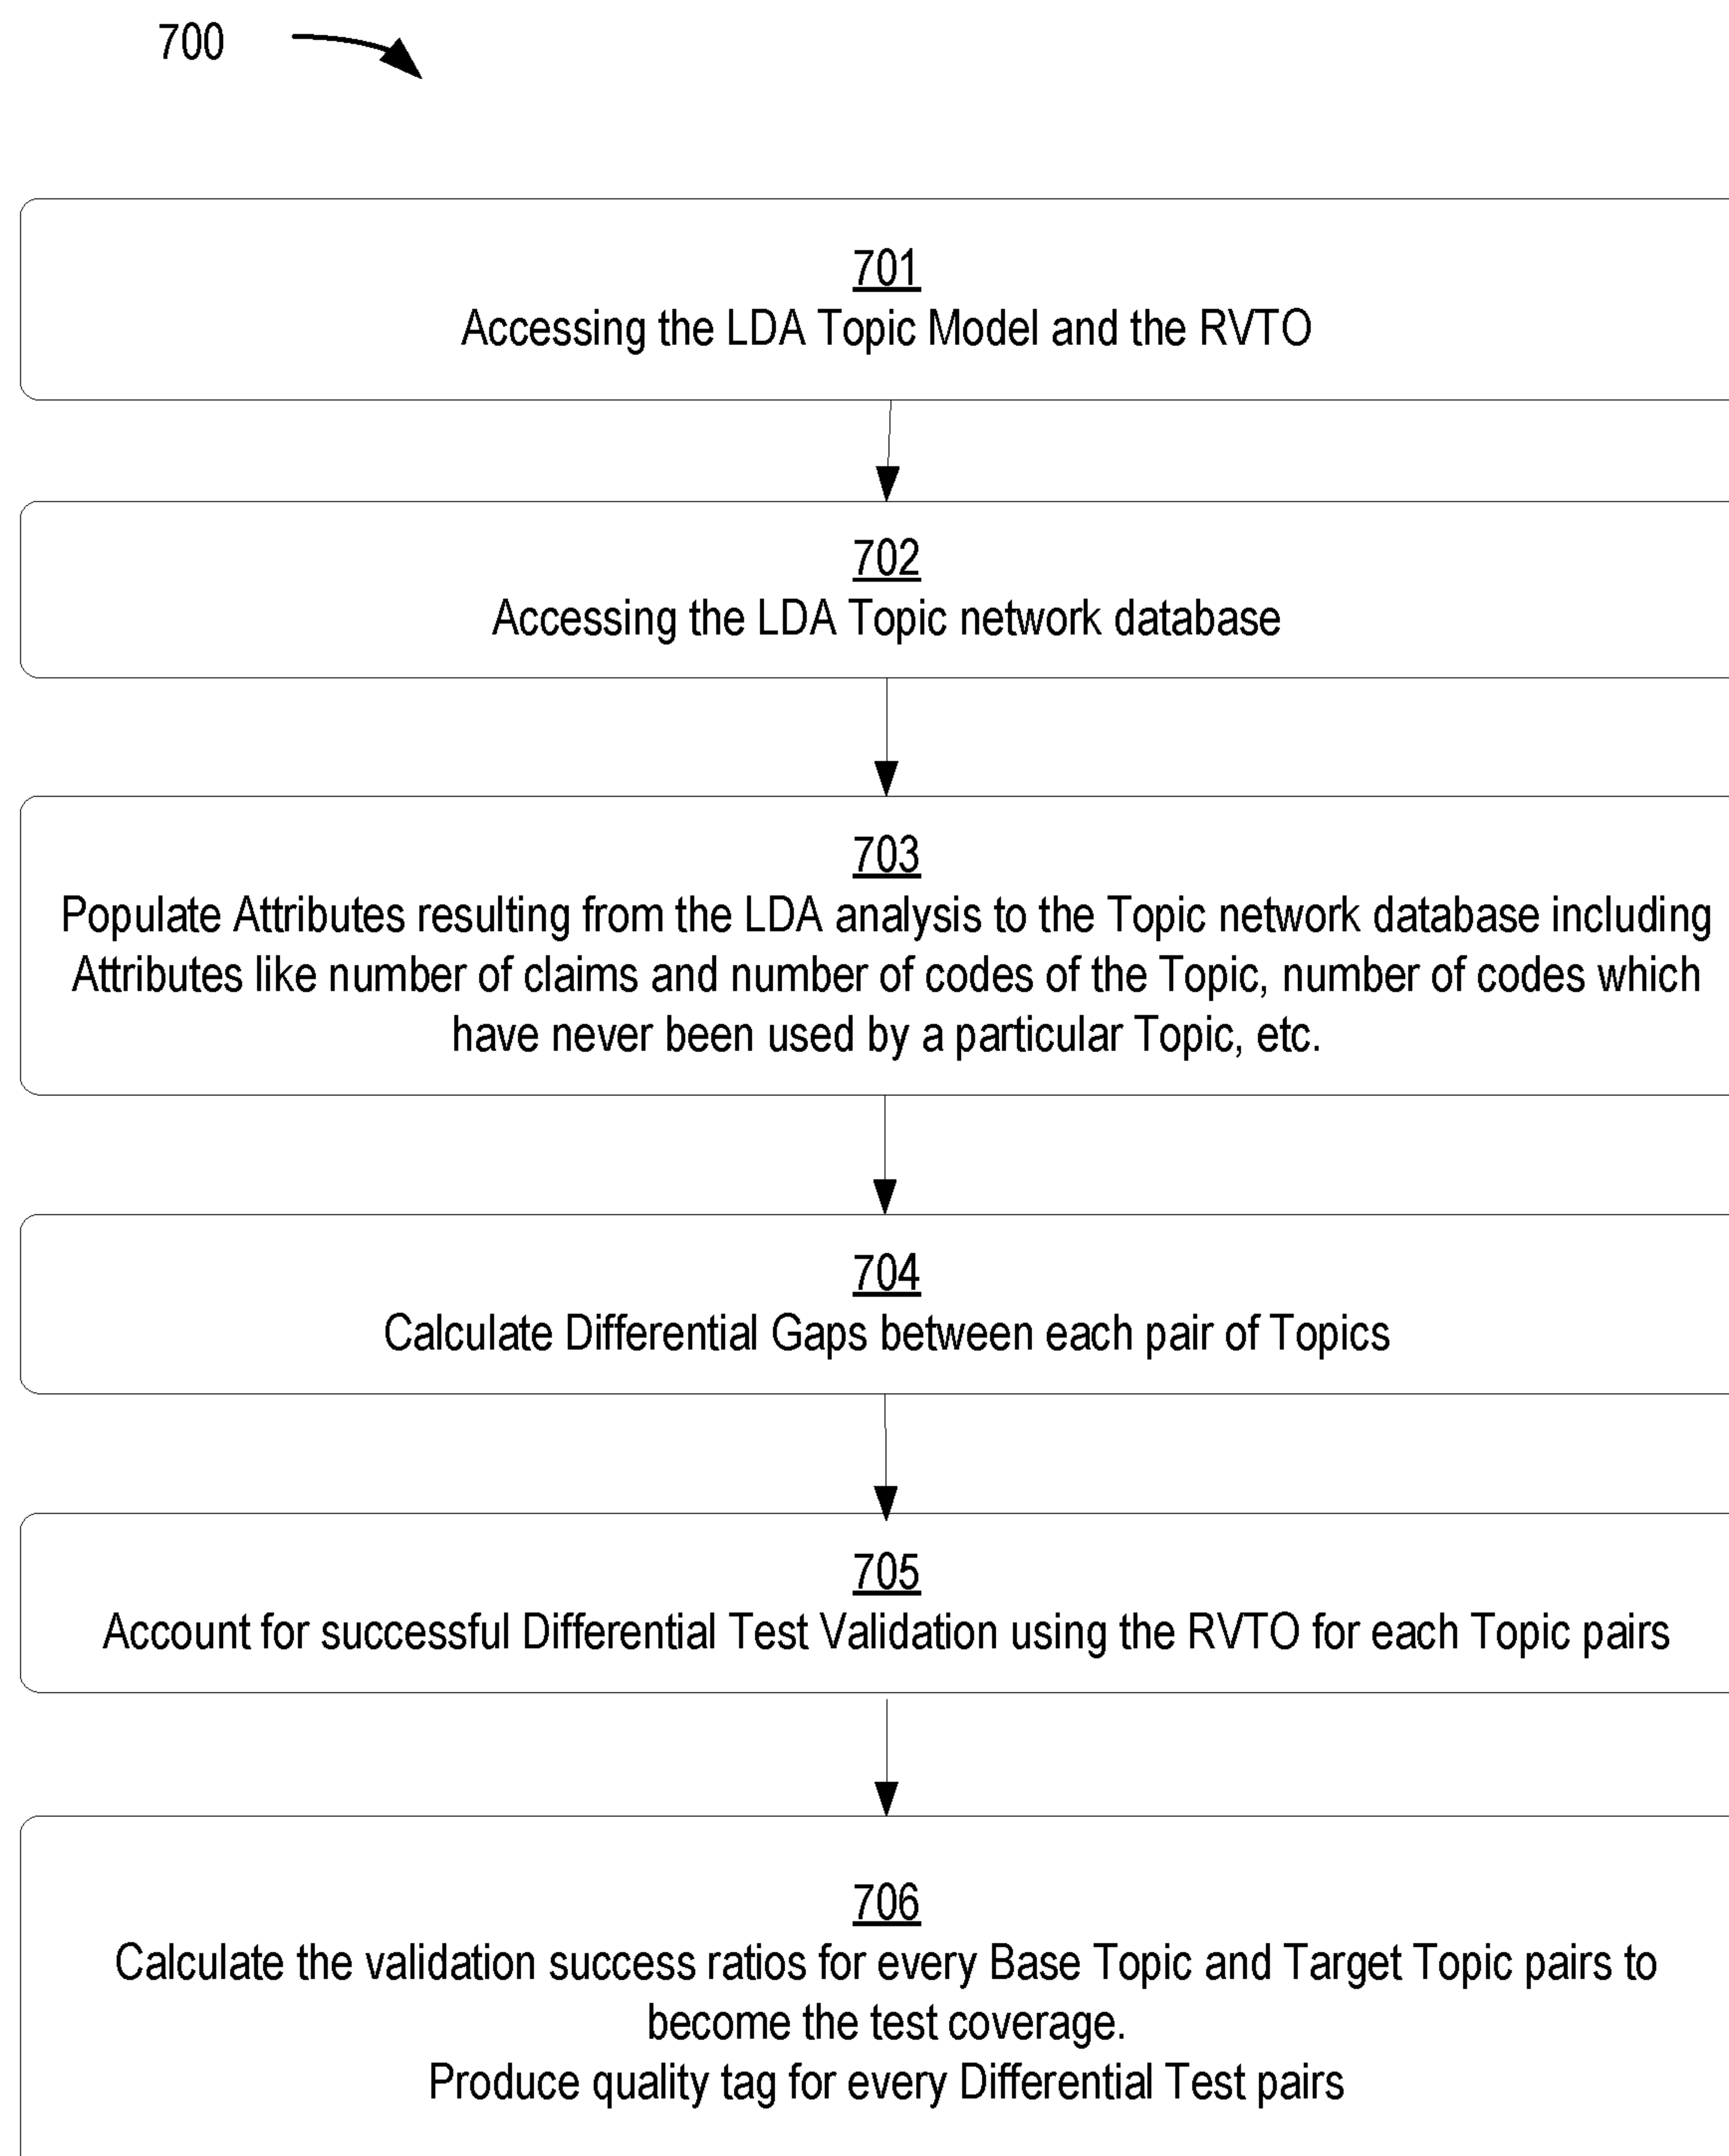 700
701
Accessing the LDA Topic Model and the RVTO
702
Accessing the LDA Topic network database
703
Populate Attributes resulting from the LDA analysis to the Topic network database including
Attributes like number of claims and number of codes of the Topic, number of codes which
have never been used by a particular Topic, etc.
704
Calculate Differential Gaps between each pair of Topics
705
Account for successful Differential Test Validation using the RVTO for each Topic pairs
706
Calculate the validation success ratios for every Base Topic and Target Topic pairs to
become the test coverage.
Produce quality tag for every Differential Test pairs